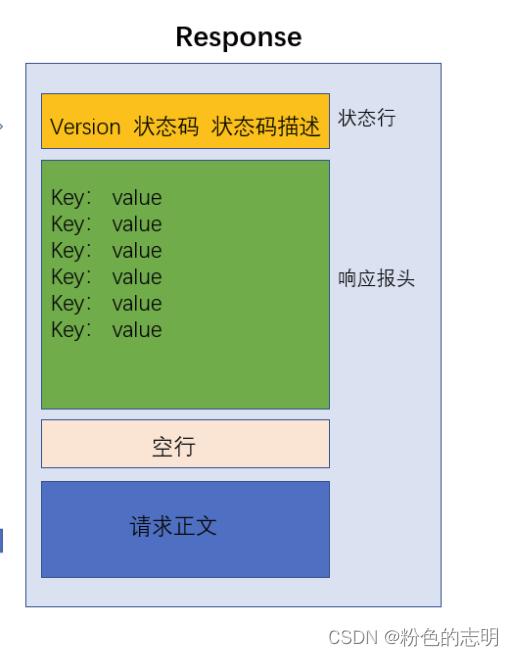 Response
Version 状态码 状态码描述
状态行
Key： value
Key： value
Key： value
Key： value
Key： value
Key： value
响应报头
空行
请求正文
CSDN @粉色的志明